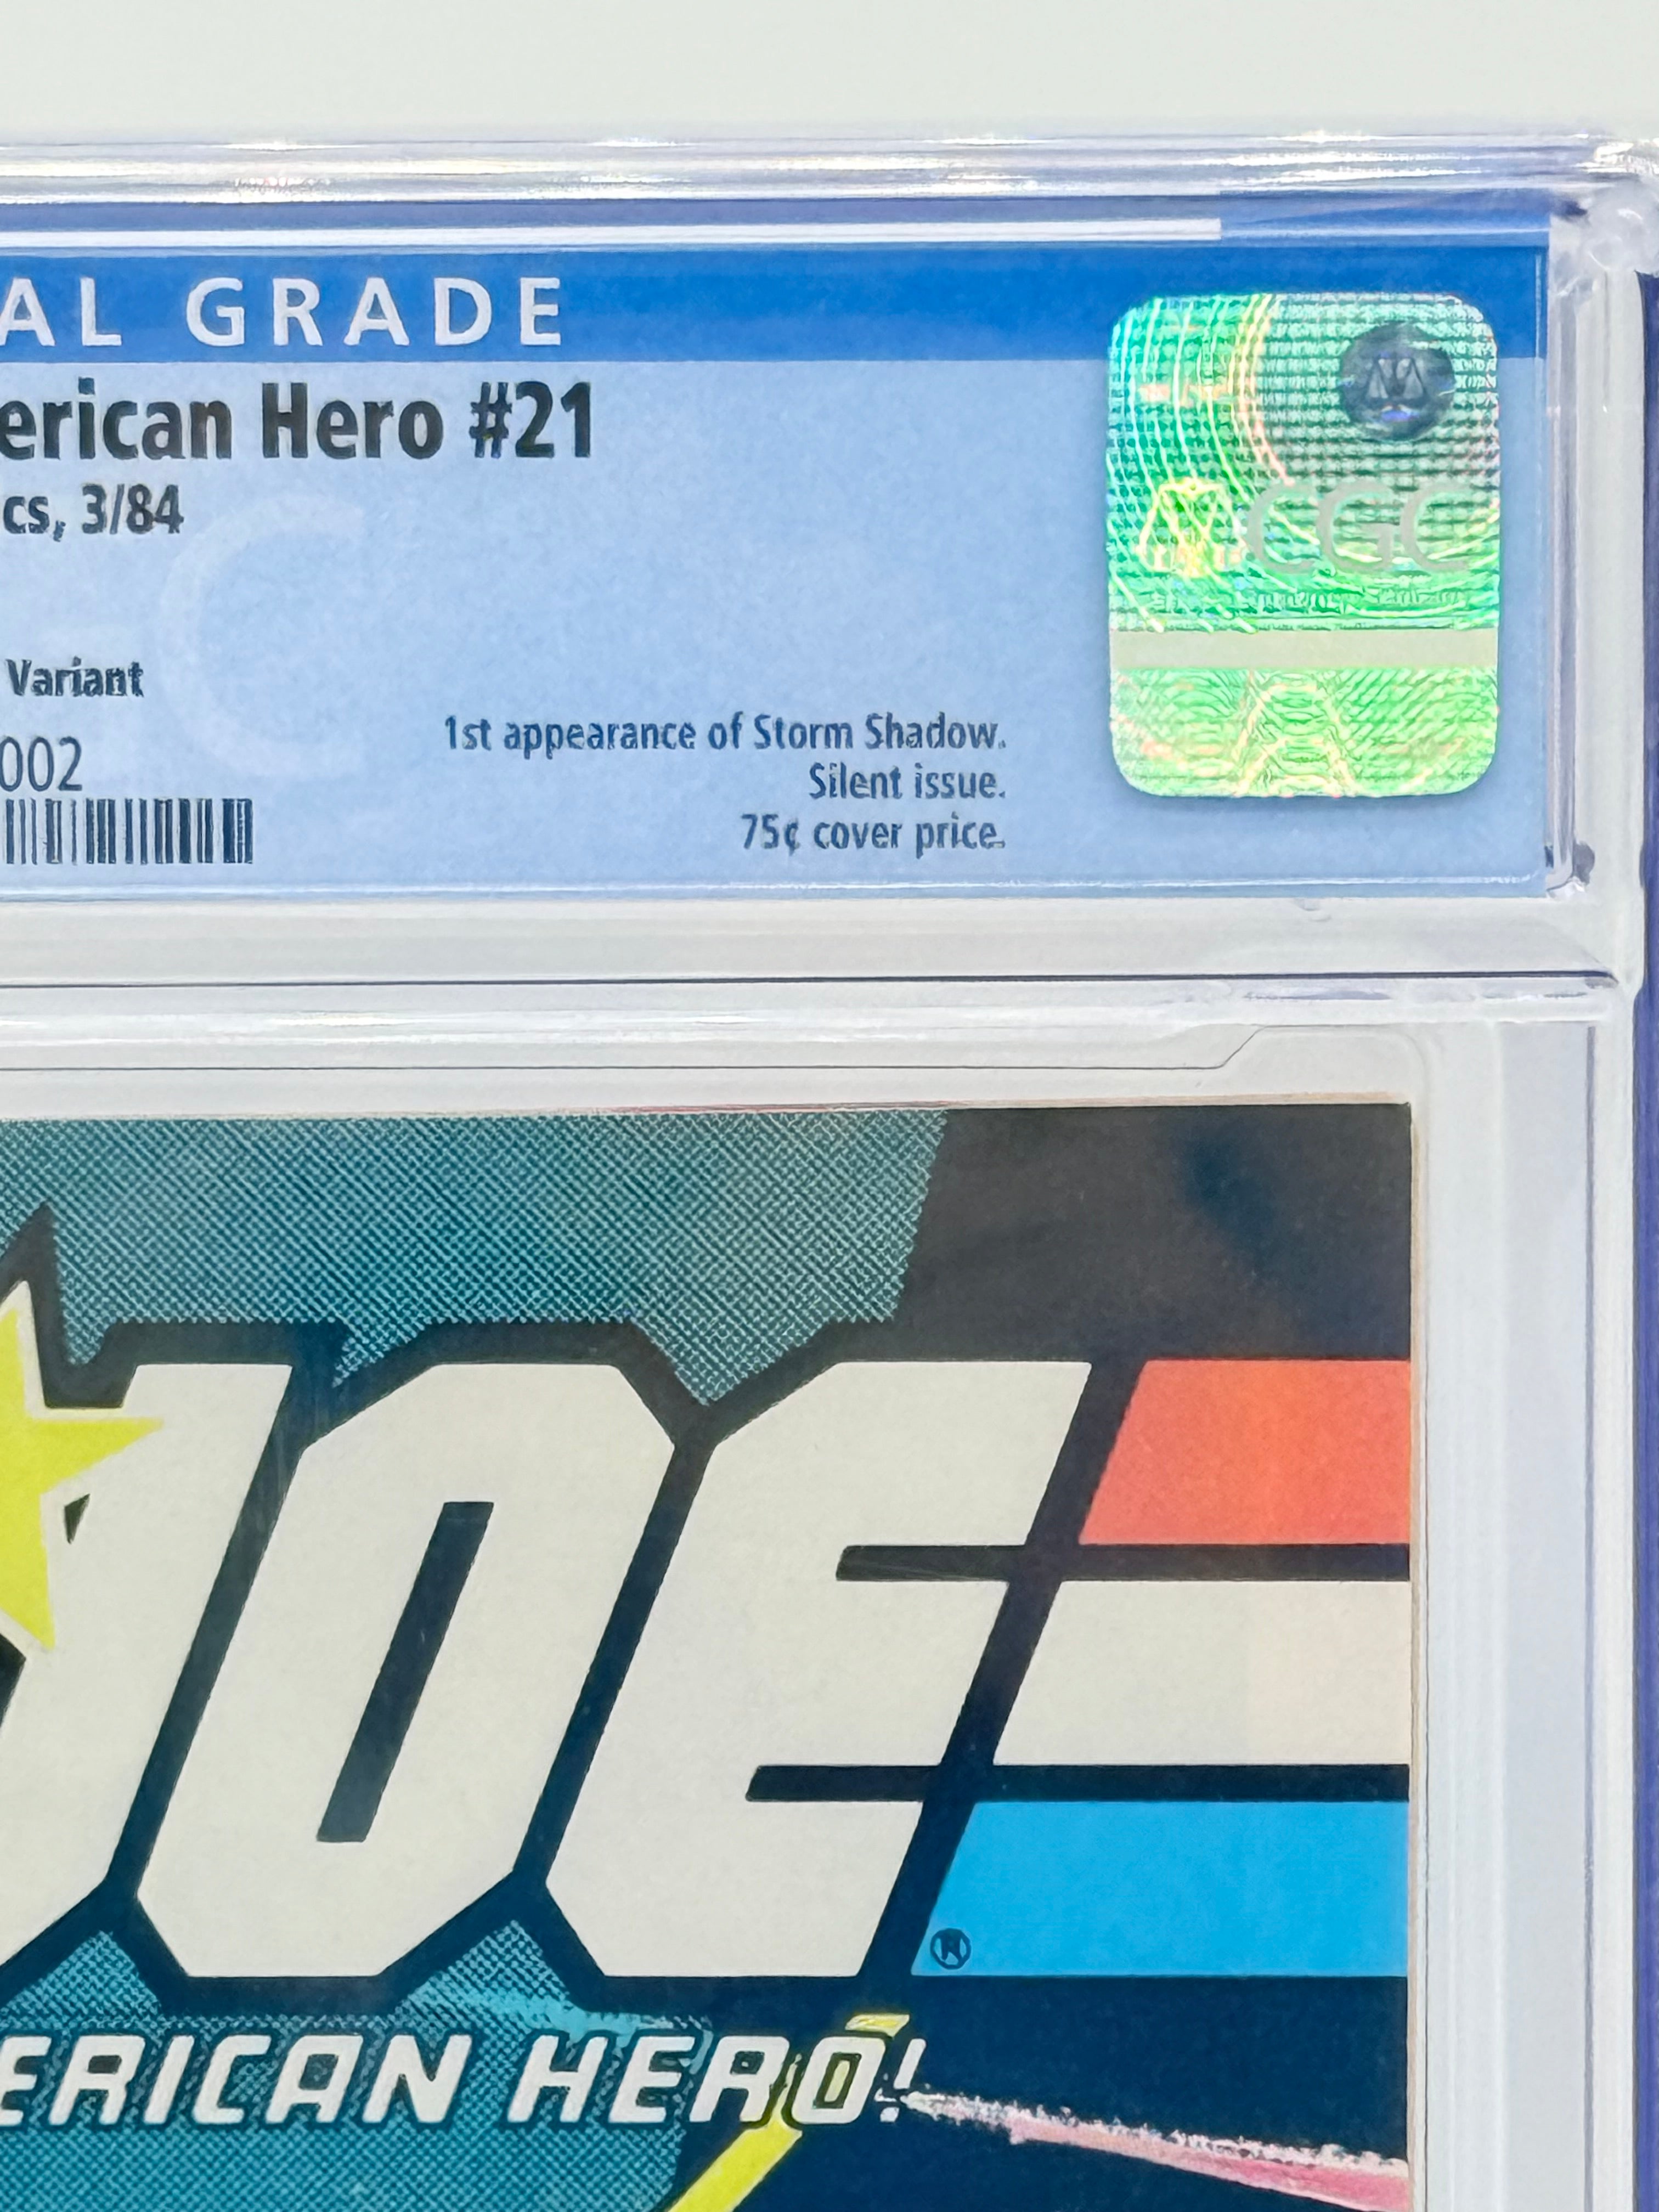 AL GRADE
erican Hero #21
cs, 3/84
Variant
002
1st appearance of Storm Shadow.
Silent issue.
75¢ cover price.
CGC
JOE
®
ERICAN HERO!